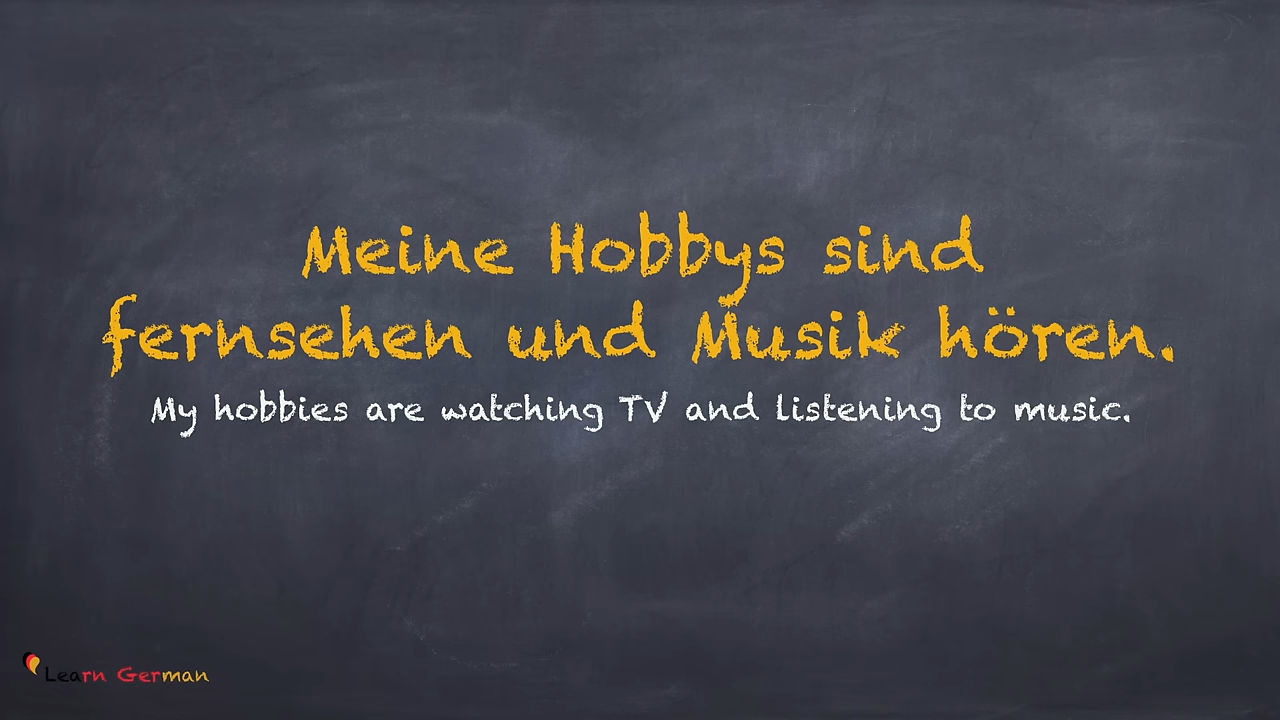 Meine Hobbys sind
fernsehen und Musik hören.
My hobbies are watching TV and listening to music.
Learn German